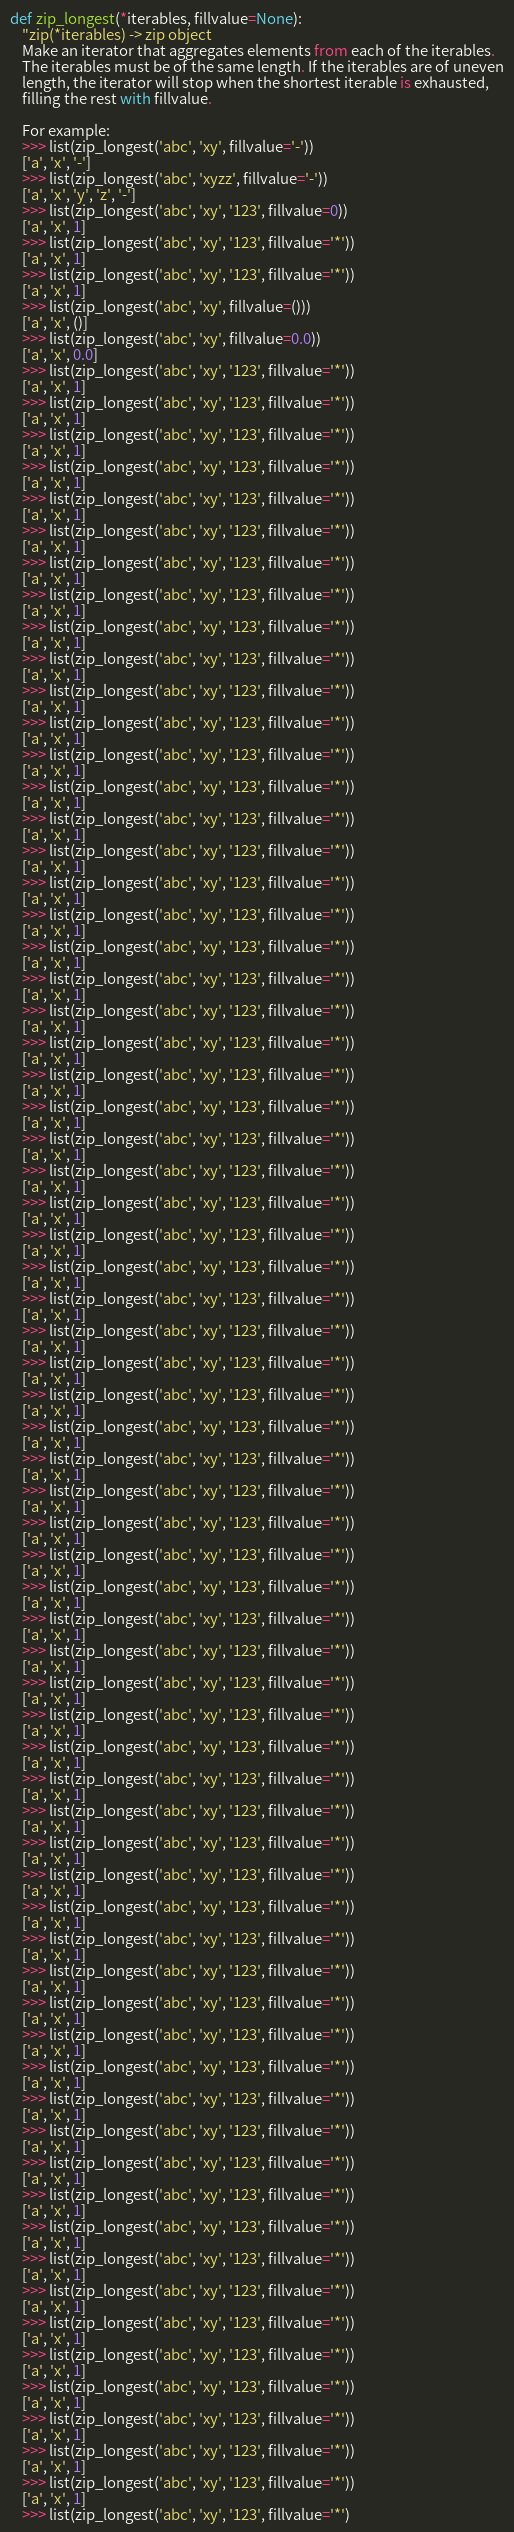 def zip_longest(*iterables, fillvalue=None):
"zip(*iterables) -> zip object
Make an iterator that aggregates elements from each of the iterables.
The iterables must be of the same length. If the iterables are of uneven
length, the iterator will stop when the shortest iterable is exhausted,
filling the rest with fillvalue.
For example:
>>> list(zip_longest('abc', 'xy', fillvalue='-'))
['a', 'x', '-']
>>> list(zip_longest('abc', 'xyzz', fillvalue='-'))
['a', 'x', 'y', 'z', '-']
>>> list(zip_longest('abc', 'xy', '123', fillvalue=0))
['a', 'x', 1]
>>> list(zip_longest('abc', 'xy', '123', fillvalue='*'))
['a', 'x', 1]
>>> list(zip_longest('abc', 'xy', '123', fillvalue='*'))
['a', 'x', 1]
>>> list(zip_longest('abc', 'xy', fillvalue=()))
['a', 'x', ()]
>>> list(zip_longest('abc', 'xy', fillvalue=0.0))
['a', 'x', 0.0]
>>> list(zip_longest('abc', 'xy', '123', fillvalue='*'))
['a', 'x', 1]
>>> list(zip_longest('abc', 'xy', '123', fillvalue='*'))
['a', 'x', 1]
>>> list(zip_longest('abc', 'xy', '123', fillvalue='*'))
['a', 'x', 1]
>>> list(zip_longest('abc', 'xy', '123', fillvalue='*'))
['a', 'x', 1]
>>> list(zip_longest('abc', 'xy', '123', fillvalue='*'))
['a', 'x', 1]
>>> list(zip_longest('abc', 'xy', '123', fillvalue='*'))
['a', 'x', 1]
>>> list(zip_longest('abc', 'xy', '123', fillvalue='*'))
['a', 'x', 1]
>>> list(zip_longest('abc', 'xy', '123', fillvalue='*'))
['a', 'x', 1]
>>> list(zip_longest('abc', 'xy', '123', fillvalue='*'))
['a', 'x', 1]
>>> list(zip_longest('abc', 'xy', '123', fillvalue='*'))
['a', 'x', 1]
>>> list(zip_longest('abc', 'xy', '123', fillvalue='*'))
['a', 'x', 1]
>>> list(zip_longest('abc', 'xy', '123', fillvalue='*'))
['a', 'x', 1]
>>> list(zip_longest('abc', 'xy', '123', fillvalue='*'))
['a', 'x', 1]
>>> list(zip_longest('abc', 'xy', '123', fillvalue='*'))
['a', 'x', 1]
>>> list(zip_longest('abc', 'xy', '123', fillvalue='*'))
['a', 'x', 1]
>>> list(zip_longest('abc', 'xy', '123', fillvalue='*'))
['a', 'x', 1]
>>> list(zip_longest('abc', 'xy', '123', fillvalue='*'))
['a', 'x', 1]
>>> list(zip_longest('abc', 'xy', '123', fillvalue='*'))
['a', 'x', 1]
>>> list(zip_longest('abc', 'xy', '123', fillvalue='*'))
['a', 'x', 1]
>>> list(zip_longest('abc', 'xy', '123', fillvalue='*'))
['a', 'x', 1]
>>> list(zip_longest('abc', 'xy', '123', fillvalue='*'))
['a', 'x', 1]
>>> list(zip_longest('abc', 'xy', '123', fillvalue='*'))
['a', 'x', 1]
>>> list(zip_longest('abc', 'xy', '123', fillvalue='*'))
['a', 'x', 1]
>>> list(zip_longest('abc', 'xy', '123', fillvalue='*'))
['a', 'x', 1]
>>> list(zip_longest('abc', 'xy', '123', fillvalue='*'))
['a', 'x', 1]
>>> list(zip_longest('abc', 'xy', '123', fillvalue='*'))
['a', 'x', 1]
>>> list(zip_longest('abc', 'xy', '123', fillvalue='*'))
['a', 'x', 1]
>>> list(zip_longest('abc', 'xy', '123', fillvalue='*'))
['a', 'x', 1]
>>> list(zip_longest('abc', 'xy', '123', fillvalue='*'))
['a', 'x', 1]
>>> list(zip_longest('abc', 'xy', '123', fillvalue='*'))
['a', 'x', 1]
>>> list(zip_longest('abc', 'xy', '123', fillvalue='*'))
['a', 'x', 1]
>>> list(zip_longest('abc', 'xy', '123', fillvalue='*'))
['a', 'x', 1]
>>> list(zip_longest('abc', 'xy', '123', fillvalue='*'))
['a', 'x', 1]
>>> list(zip_longest('abc', 'xy', '123', fillvalue='*'))
['a', 'x', 1]
>>> list(zip_longest('abc', 'xy', '123', fillvalue='*'))
['a', 'x', 1]
>>> list(zip_longest('abc', 'xy', '123', fillvalue='*'))
['a', 'x', 1]
>>> list(zip_longest('abc', 'xy', '123', fillvalue='*'))
['a', 'x', 1]
>>> list(zip_longest('abc', 'xy', '123', fillvalue='*'))
['a', 'x', 1]
>>> list(zip_longest('abc', 'xy', '123', fillvalue='*'))
['a', 'x', 1]
>>> list(zip_longest('abc', 'xy', '123', fillvalue='*'))
['a', 'x', 1]
>>> list(zip_longest('abc', 'xy', '123', fillvalue='*'))
['a', 'x', 1]
>>> list(zip_longest('abc', 'xy', '123', fillvalue='*'))
['a', 'x', 1]
>>> list(zip_longest('abc', 'xy', '123', fillvalue='*'))
['a', 'x', 1]
>>> list(zip_longest('abc', 'xy', '123', fillvalue='*'))
['a', 'x', 1]
>>> list(zip_longest('abc', 'xy', '123', fillvalue='*'))
['a', 'x', 1]
>>> list(zip_longest('abc', 'xy', '123', fillvalue='*'))
['a', 'x', 1]
>>> list(zip_longest('abc', 'xy', '123', fillvalue='*'))
['a', 'x', 1]
>>> list(zip_longest('abc', 'xy', '123', fillvalue='*'))
['a', 'x', 1]
>>> list(zip_longest('abc', 'xy', '123', fillvalue='*'))
['a', 'x', 1]
>>> list(zip_longest('abc', 'xy', '123', fillvalue='*'))
['a', 'x', 1]
>>> list(zip_longest('abc', 'xy', '123', fillvalue='*'))
['a', 'x', 1]
>>> list(zip_longest('abc', 'xy', '123', fillvalue='*'))
['a', 'x', 1]
>>> list(zip_longest('abc', 'xy', '123', fillvalue='*'))
['a', 'x', 1]
>>> list(zip_longest('abc', 'xy', '123', fillvalue='*'))
['a', 'x', 1]
>>> list(zip_longest('abc', 'xy', '123', fillvalue='*'))
['a', 'x', 1]
>>> list(zip_longest('abc', 'xy', '123', fillvalue='*'))
['a', 'x', 1]
>>> list(zip_longest('abc', 'xy', '123', fillvalue='*'))
['a', 'x', 1]
>>> list(zip_longest('abc', 'xy', '123', fillvalue='*'))
['a', 'x', 1]
>>> list(zip_longest('abc', 'xy', '123', fillvalue='*'))
['a', 'x', 1]
>>> list(zip_longest('abc', 'xy', '123', fillvalue='*'))
['a', 'x', 1]
>>> list(zip_longest('abc', 'xy', '123', fillvalue='*'))
['a', 'x', 1]
>>> list(zip_longest('abc', 'xy', '123', fillvalue='*'))
['a', 'x', 1]
>>> list(zip_longest('abc', 'xy', '123', fillvalue='*'))
['a', 'x', 1]
>>> list(zip_longest('abc', 'xy', '123', fillvalue='*'))
['a', 'x', 1]
>>> list(zip_longest('abc', 'xy', '123', fillvalue='*'))
['a', 'x', 1]
>>> list(zip_longest('abc', 'xy', '123', fillvalue='*'))
['a', 'x', 1]
>>> list(zip_longest('abc', 'xy', '123', fillvalue='*'))
['a', 'x', 1]
>>> list(zip_longest('abc', 'xy', '123', fillvalue='*')